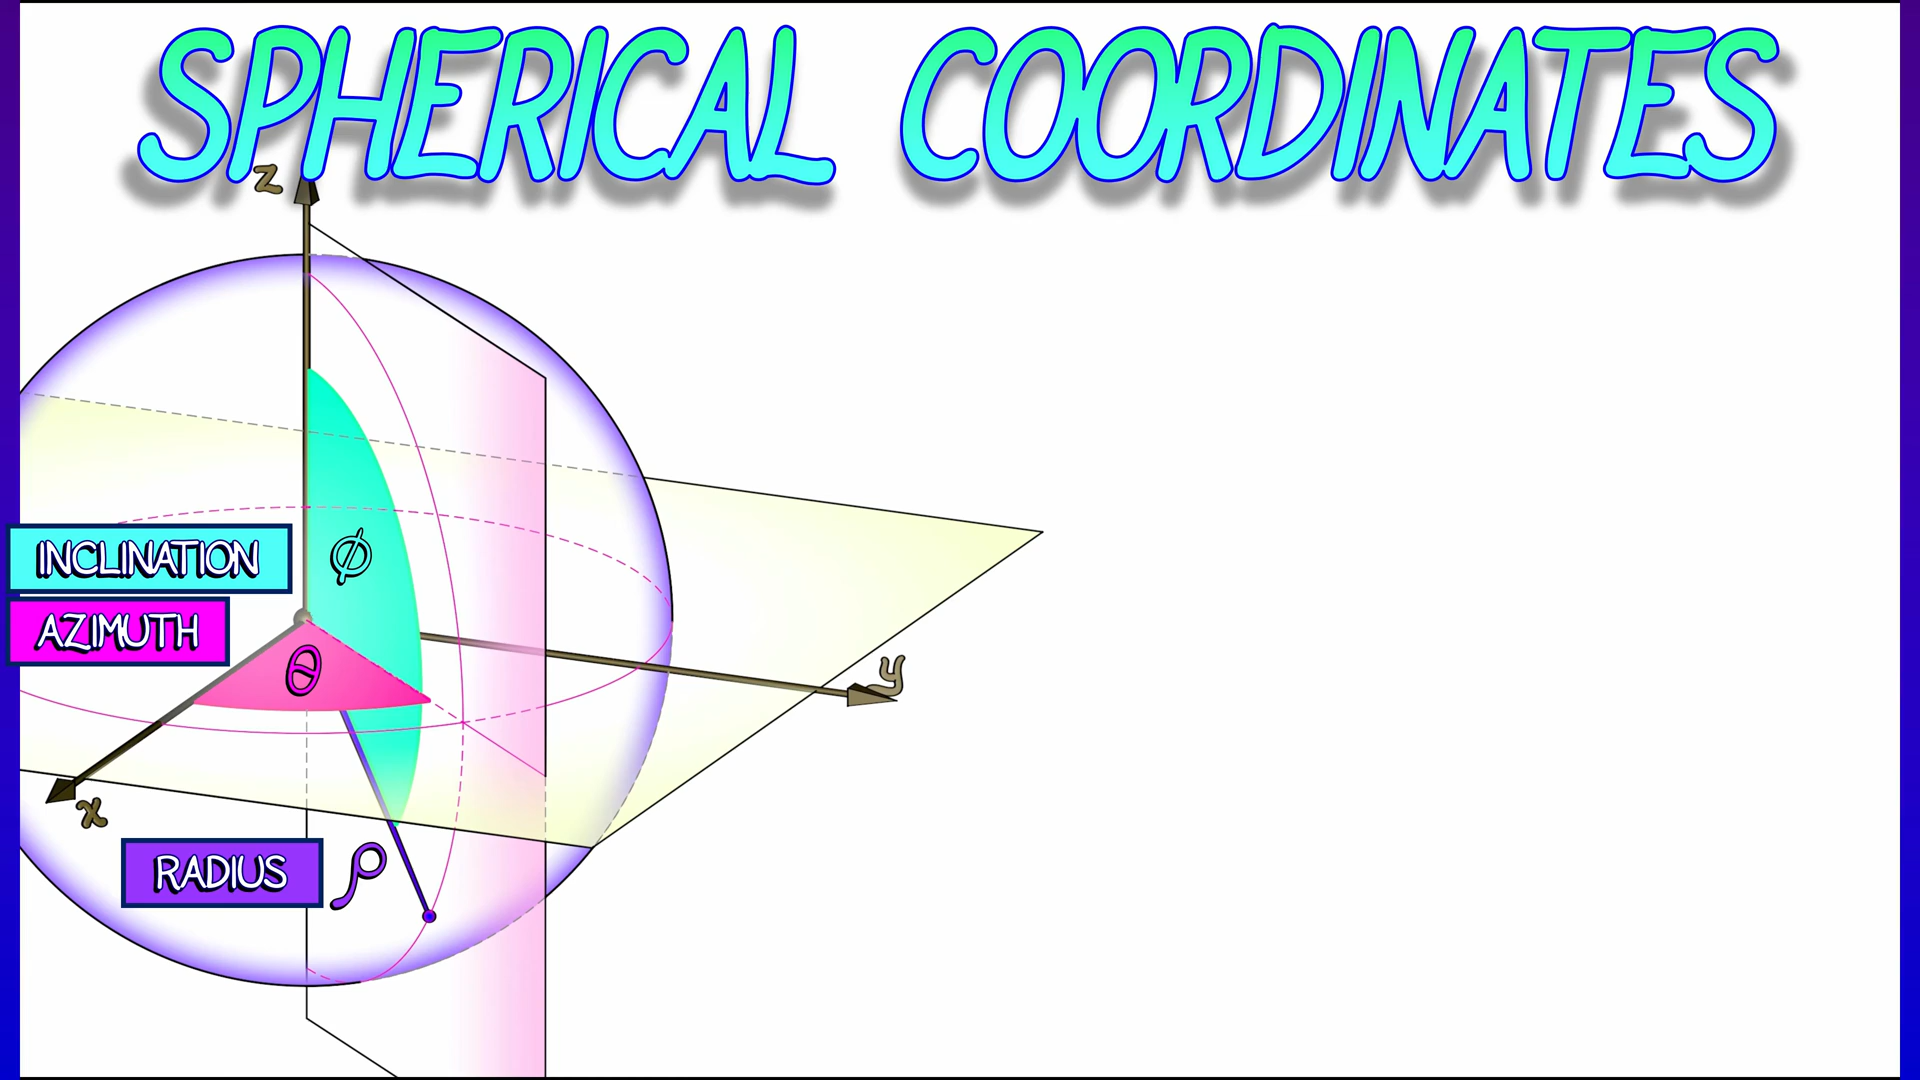 SPHERICAL COORDINATES
z
INCLINATION
ϕ
AZIMUTH
θ
y
x
RADIUS
ρ